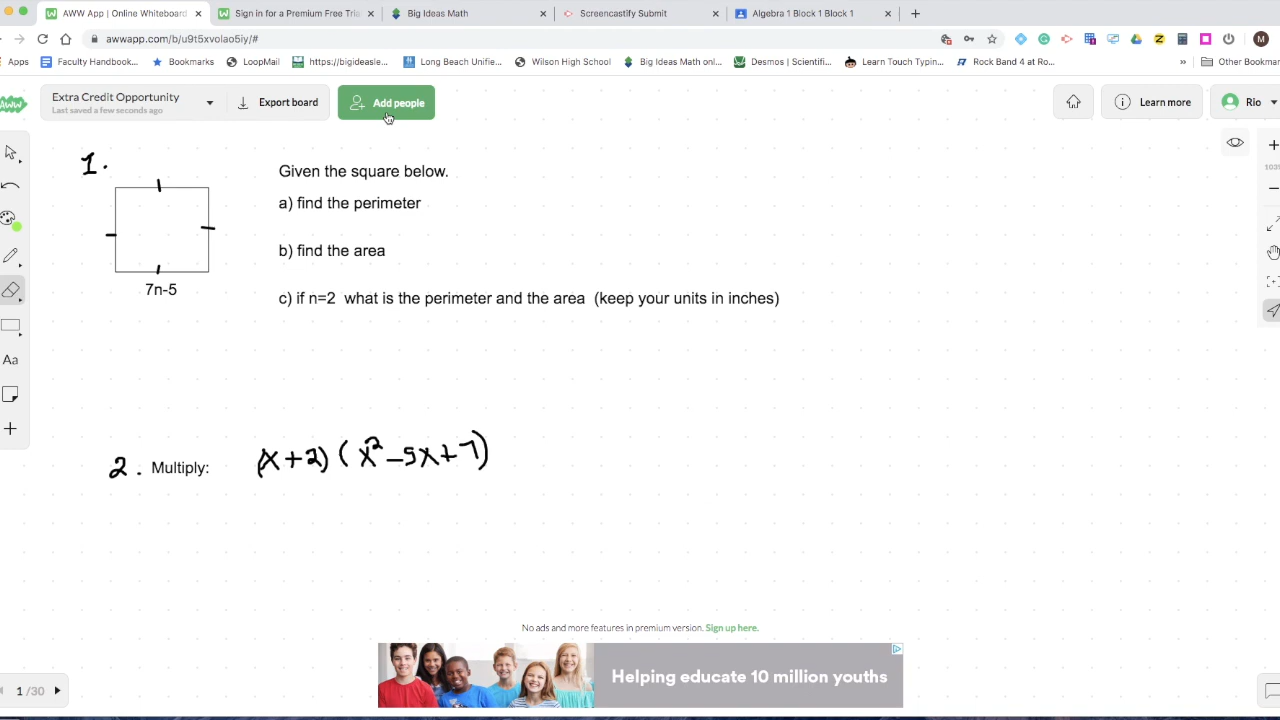 AWW App | Online Whiteboard
Sign in for a Premium Free Tria
Big Ideas Math
Screencastify Submit
Algebra 1 Block 1 Block 1
awwapp.com/b/u9t5xvolao5iy/#
M
Apps
Faculty Handbook...
Bookmarks
LoopMail
https://bigideasle...
Long Beach Unifie...
Wilson High School
Big Ideas Math onl...
Desmos | Scientifi...
Learn Touch Typin...
Rock Band 4 at Ro...
»
Other Bookmar
AWW
Extra Credit Opportunity
Last saved a few seconds ago
Export board
Add people
Learn more
Rio
1.
Given the square below.
a) find the perimeter
b) find the area
7n-5
c) if n=2 what is the perimeter and the area (keep your units in inches)
Aa
2. Multiply: (x+2)(x²-5x+7)
No ads and more features in premium version. Sign up here.
Helping educate 10 million youths
1 /30